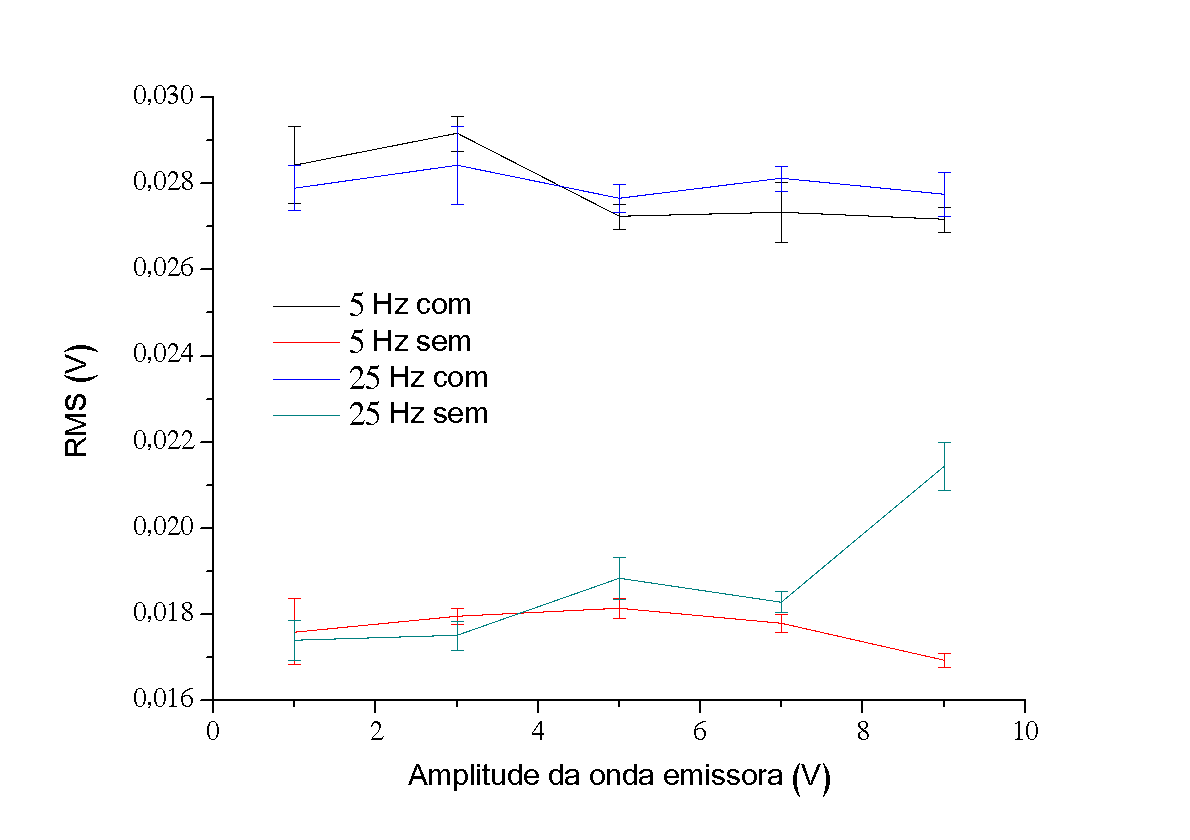 0,030
0,028
0,026
0,024
0,022
0,020
0,018
0,016
RMS (V)
5 Hz com
5 Hz sem
25 Hz com
25 Hz sem
0 2 4 6 8 10
Amplitude da onda emissora (V)